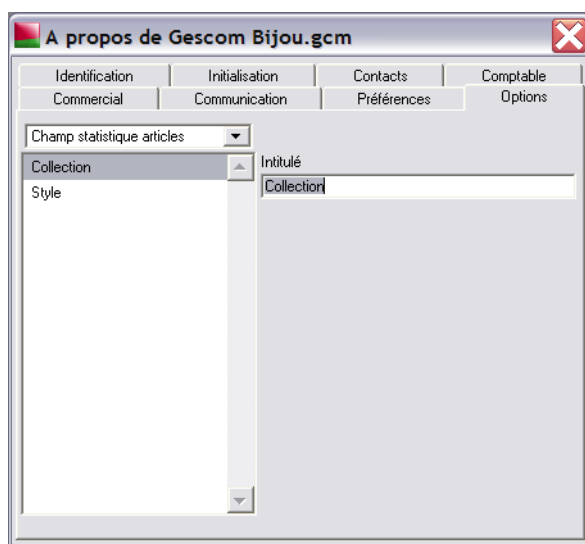 A propos de Gescom Bijou.gcm
Identification Initialisation Contacts Comptable
Commercial Communication Préférences Options
Champ statistique articles
Collection
Style
Intitulé
Collection